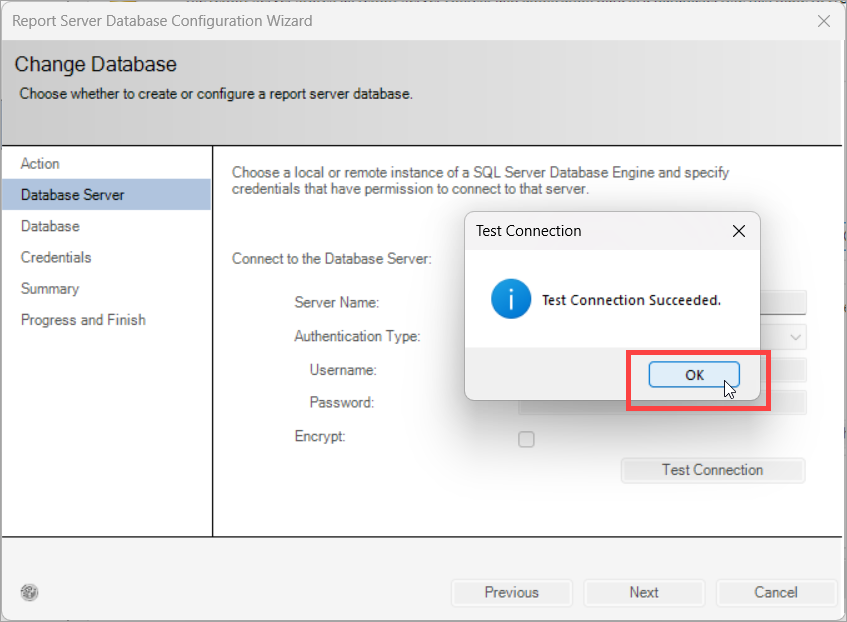 Report Server Database Configuration Wizard
Change Database
Choose whether to create or configure a report server database.
Action
Database Server
Database
Credentials
Summary
Progress and Finish
Choose a local or remote instance of a SQL Server Database Engine and specify
credentials that have permission to connect to that server.
Connect to the Database Server:
Server Name:
Authentication Type:
Username:
Password:
Encrypt:
Test Connection
Test Connection
Test Connection Succeeded.
OK
Previous
Next
Cancel